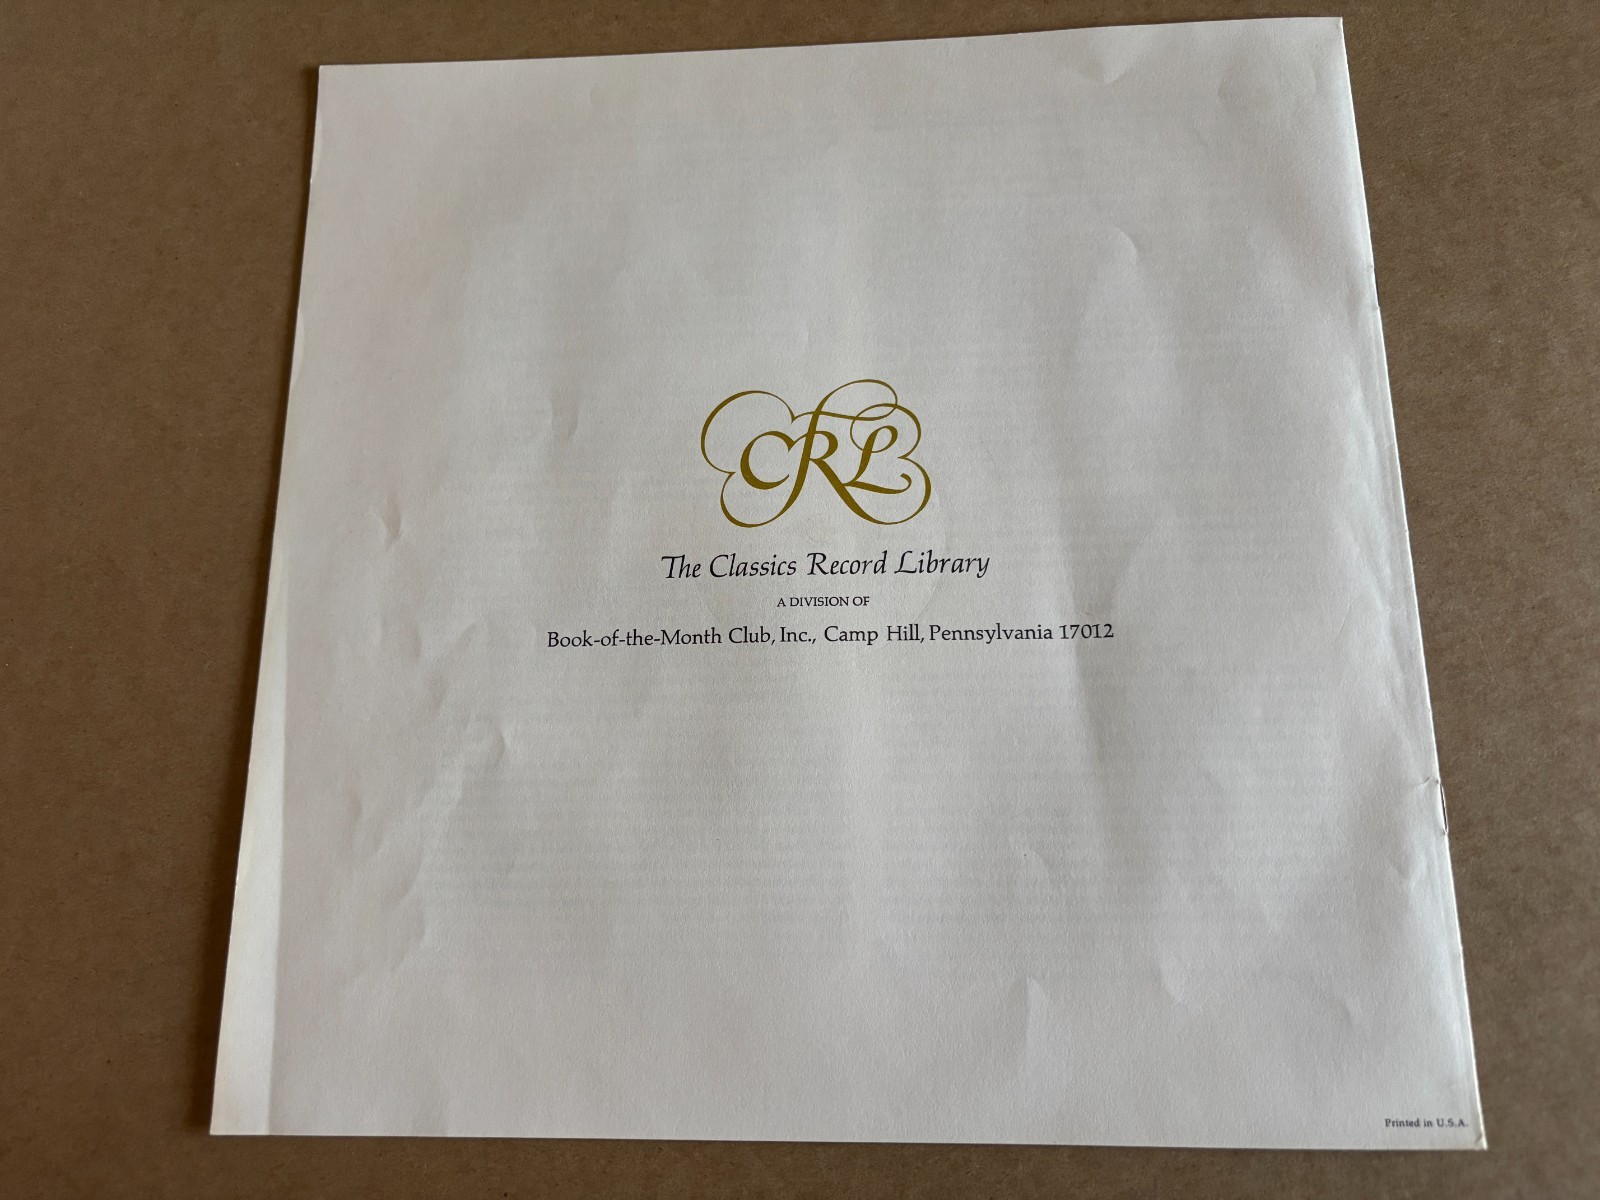 CRL
The Classics Record Library
A DIVISION OF
Book-of-the-Month Club, Inc., Camp Hill, Pennsylvania 17012
Printed in U.S.A.